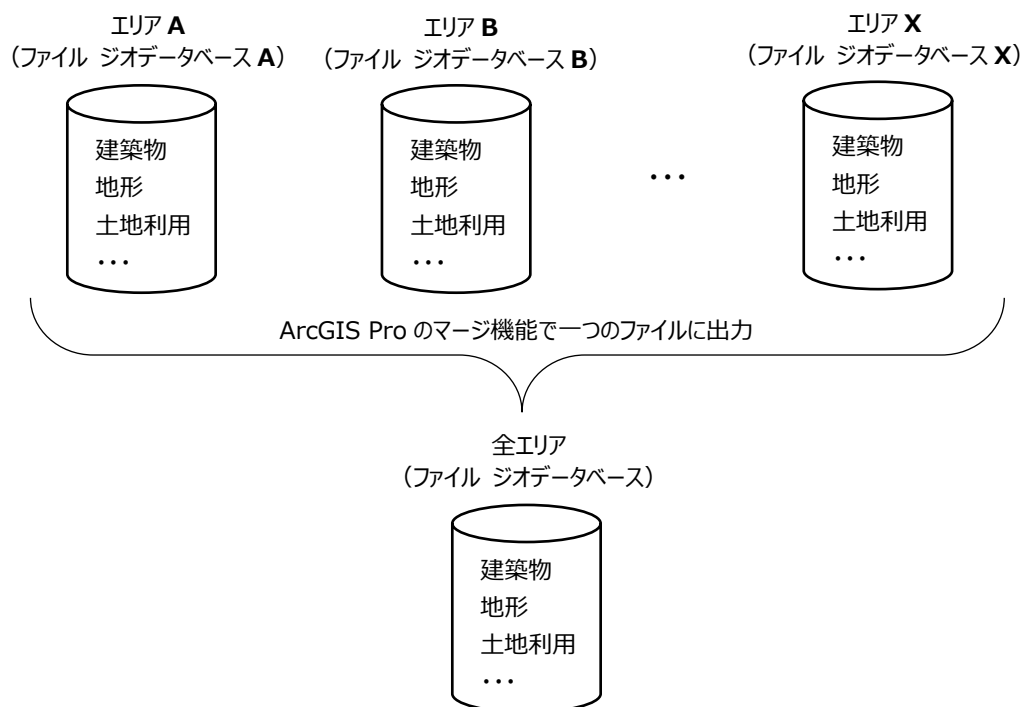 エリア A
（ファイル ジオデータベース A）
建築物
地形
土地利用
・・・
エリア B
（ファイル ジオデータベース B）
建築物
地形
土地利用
・・・
・・・
エリア X
（ファイル ジオデータベース X）
建築物
地形
土地利用
・・・
ArcGIS Pro のマージ機能で一つのファイルに出力
全エリア
（ファイル ジオデータベース）
建築物
地形
土地利用
・・・